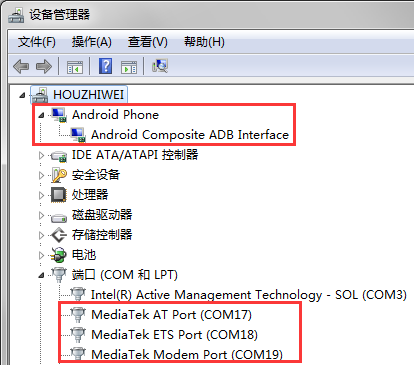 设备管理器
文件(F) 操作(A) 查看(V) 帮助(H)
HOUZHIWEI
Android Phone
Android Composite ADB Interface
IDE ATA/ATAPI 控制器
安全设备
处理器
磁盘驱动器
存储控制器
电池
端口 (COM 和 LPT)
Intel(R) Active Management Technology - SOL (COM3)
MediaTek AT Port (COM17)
MediaTek ETS Port (COM18)
MediaTek Modem Port (COM19)